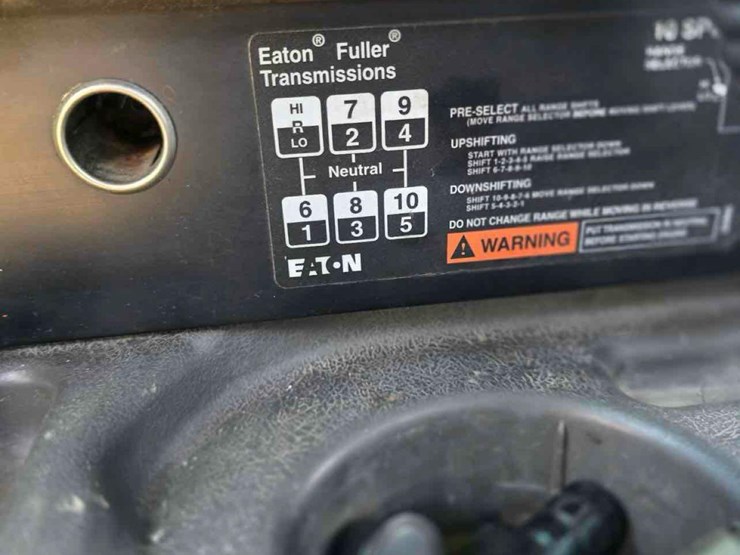 Eaton® Fuller®
Transmissions
10 SP
HI 7 9
R
LO 2 4
Neutral
6 8 10
1 3 5
EATON
PRE-SELECT ALL RANGE SHIFTS
(MOVE RANGE SELECTOR BEFORE MOVING SHIFT LEVER)
UPSHIFTING
START WITH RANGE SELECTOR DOWN
SHIFT 1-2-3-4-5 RAISE RANGE SELECTOR
SHIFT 6-7-8-9-10
DOWNSHIFTING
SHIFT 10-9-8-7-6 MOVE RANGE SELECTOR DOWN
SHIFT 5-4-3-2-1
DO NOT CHANGE RANGE WHILE MOVING IN REVERSE
WARNING
PUT TRANSMISSION IN NEUTRAL
BEFORE STARTING ENGINE
RANGE
SELECTOR